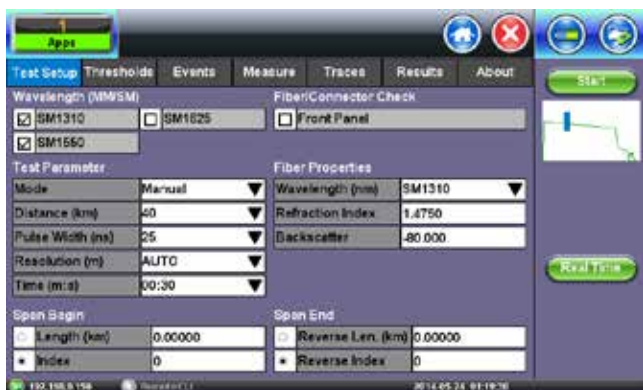 1
Apps
Test Setup Thresholds Events Measure Traces Results About
Wavelength (MM/SM) Fiber/Connector Check
SM1310 SM1625 Front Panel
SM1550
Start
Test Parameter Fiber Properties
Mode Manual Wavelength (nm) SM1310
Distance (km) 40 Refraction Index 1.4750
Pulse Width (ns) 25 Backscatter -80.000
Resolution (m) AUTO
Real Time
Time (m:s) 00:30
Span Begin Span End
Length (km) 0.00000 Reverse Len. (km) 0.00000
Index 0 Reverse Index 0
192.168.0.156 RemoteCLI 2014-05-24 01:19:30